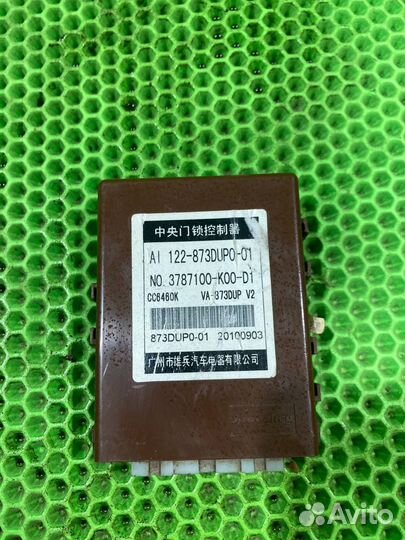 中央门锁控制器
AI 122-873DUP0-01
NO. 3787100-K00-D1
CC6460K VA-873DUP V2
873DUP0-01 20100903
广州市雄兵汽车电器有限公司
Avito